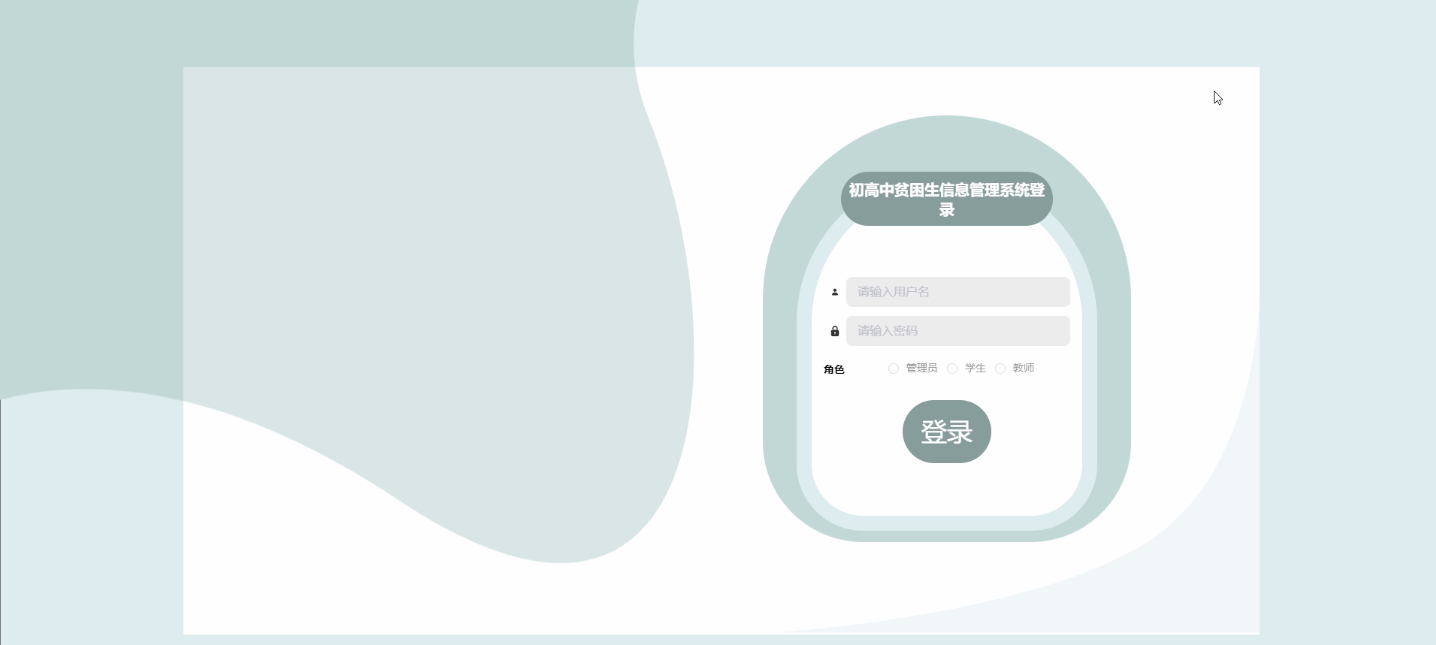 初高中贫困生信息管理系统登
录
请输入用户名
请输入密码
角色 管理员 学生 教师
登录